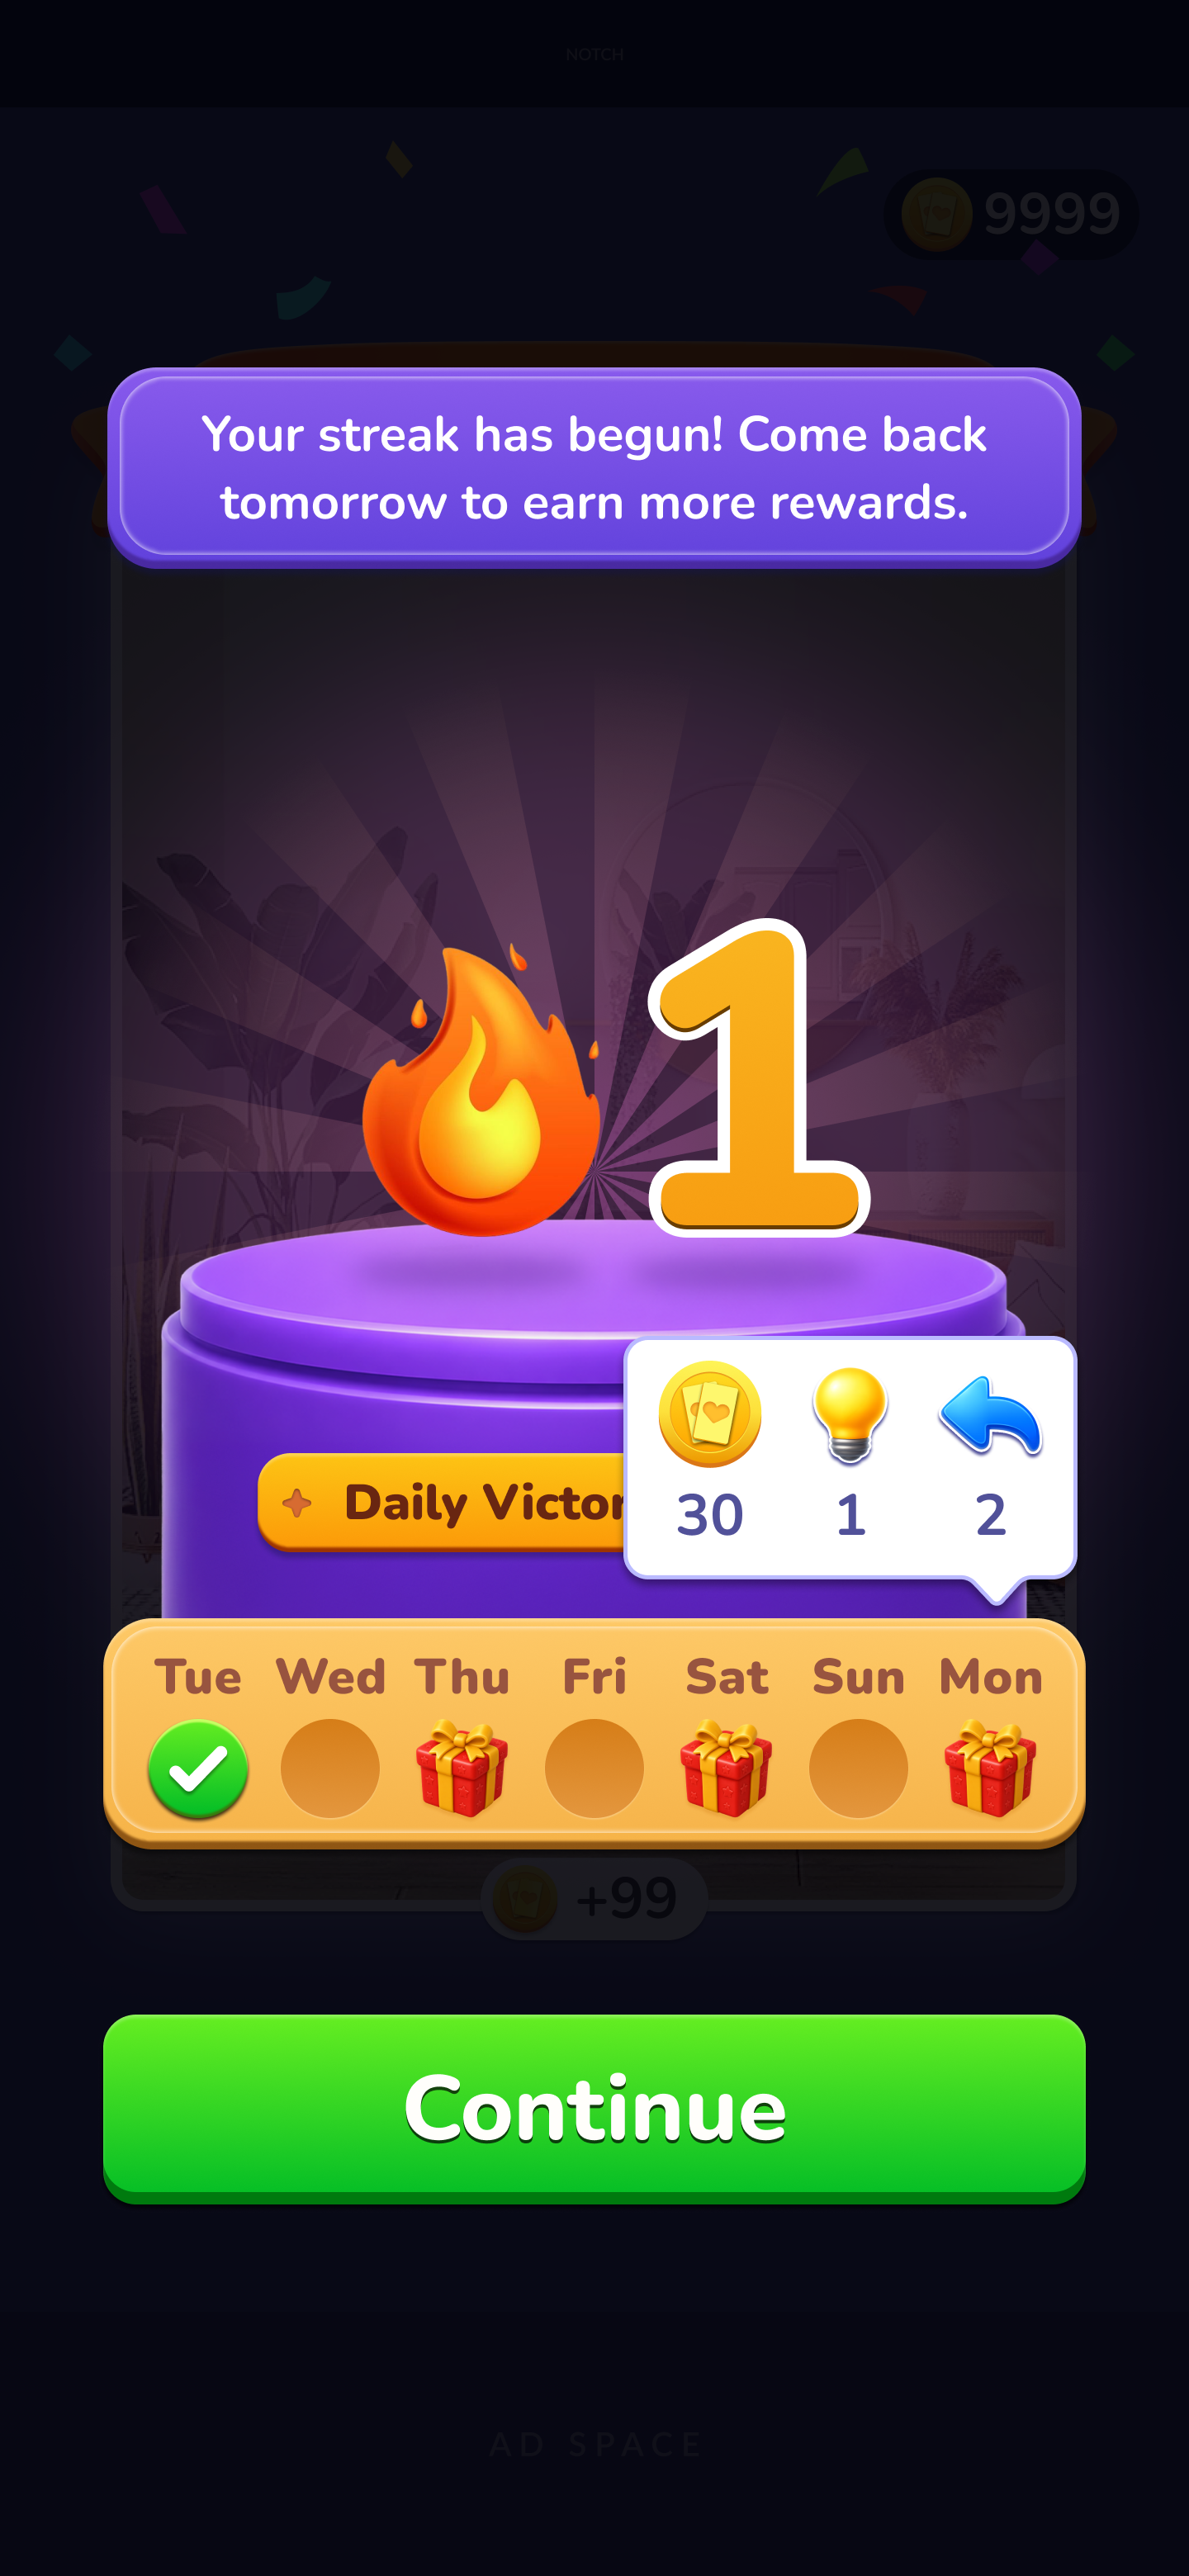 NOTCH
9999
Your streak has begun! Come back
tomorrow to earn more rewards.
1
30 1 2
Daily Victor
Tue Wed Thu Fri Sat Sun Mon
+99
Continue
AD SPACE